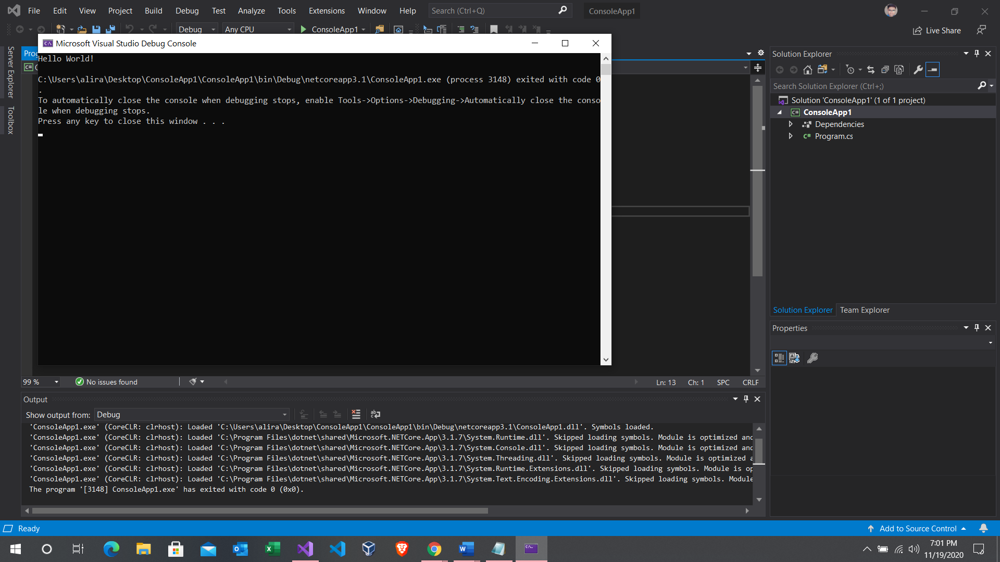 File Edit View Project Build Debug Test Analyze Tools Extensions Window Help Search (Ctrl+Q) ConsoleApp1
Debug Any CPU ConsoleApp1 Live Share
Microsoft Visual Studio Debug Console
Server Explorer
Toolbox
Hello World!
C:\Users\alira\Desktop\ConsoleApp1\ConsoleApp1\bin\Debug\netcoreapp3.1\ConsoleApp1.exe (process 3148) exited with code 0
.
To automatically close the console when debugging stops, enable Tools->Options->Debugging->Automatically close the conso
le when debugging stops.
Press any key to close this window . . .
Solution Explorer
Search Solution Explorer (Ctrl+;)
Solution 'ConsoleApp1' (1 of 1 project)
C# ConsoleApp1
Dependencies
C# Program.cs
Solution Explorer Team Explorer
Properties
99 % No issues found Ln: 13 Ch: 1 SPC CRLF
Output
Show output from: Debug
'ConsoleApp1.exe' (CoreCLR: clrhost): Loaded 'C:\Users\alira\Desktop\ConsoleApp1\ConsoleApp1\bin\Debug\netcoreapp3.1\ConsoleApp1.dll'. Symbols loaded.
'ConsoleApp1.exe' (CoreCLR: clrhost): Loaded 'C:\Program Files\dotnet\shared\Microsoft.NETCore.App\3.1.7\System.Runtime.dll'. Skipped loading symbols. Module is optimized and
'ConsoleApp1.exe' (CoreCLR: clrhost): Loaded 'C:\Program Files\dotnet\shared\Microsoft.NETCore.App\3.1.7\System.Console.dll'. Skipped loading symbols. Module is optimized and
'ConsoleApp1.exe' (CoreCLR: clrhost): Loaded 'C:\Program Files\dotnet\shared\Microsoft.NETCore.App\3.1.7\System.Threading.dll'. Skipped loading symbols. Module is optimized a
'ConsoleApp1.exe' (CoreCLR: clrhost): Loaded 'C:\Program Files\dotnet\shared\Microsoft.NETCore.App\3.1.7\System.Runtime.Extensions.dll'. Skipped loading symbols. Module is op
'ConsoleApp1.exe' (CoreCLR: clrhost): Loaded 'C:\Program Files\dotnet\shared\Microsoft.NETCore.App\3.1.7\System.Text.Encoding.Extensions.dll'. Skipped loading symbols. Module
The program '[3148] ConsoleApp1.exe' has exited with code 0 (0x0).
Ready Add to Source Control
7:01 PM
11/19/2020